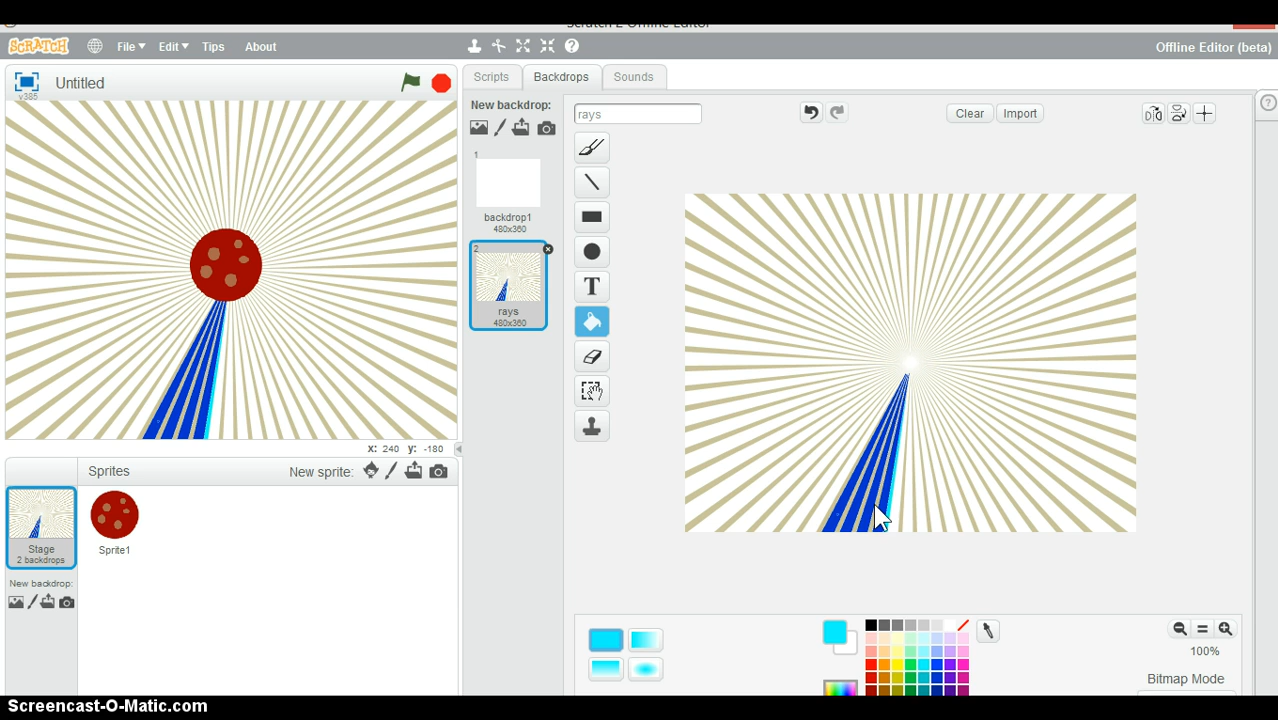 Scratch 2 Offline Editor
SCRATCH File Edit Tips About Offline Editor (beta)
Untitled
v385
Scripts Backdrops Sounds
New backdrop:
rays
Clear Import
1
backdrop1
480x360
2
rays
480x360
T
x: 240 y: -180
Sprites New sprite:
Stage
2 backdrops
Sprite1
New backdrop:
100%
Bitmap Mode
Screencast-O-Matic.com